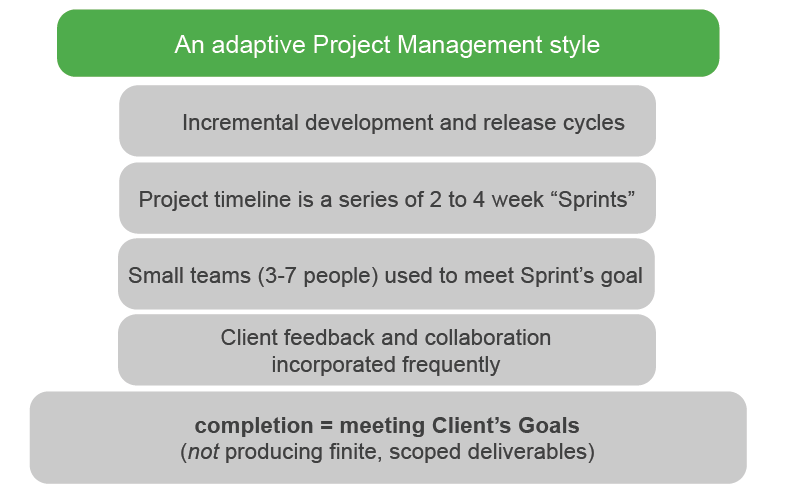 An adaptive Project Management style
Incremental development and release cycles
Project timeline is a series of 2 to 4 week “Sprints”
Small teams (3-7 people) used to meet Sprint’s goal
Client feedback and collaboration
incorporated frequently
completion = meeting Client’s Goals
(not producing finite, scoped deliverables)